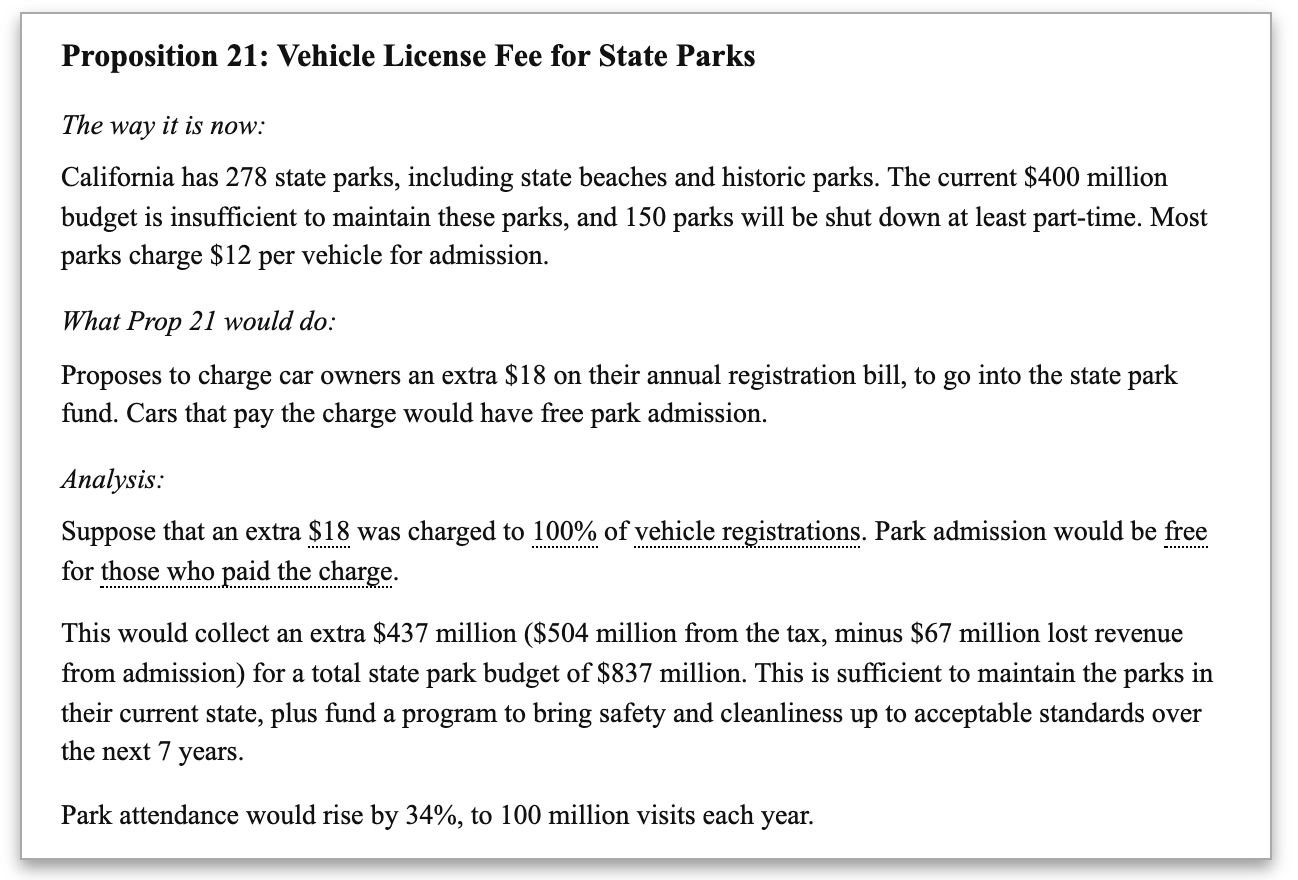 Proposition 21: Vehicle License Fee for State Parks
The way it is now:
California has 278 state parks, including state beaches and historic parks. The current $400 million
budget is insufficient to maintain these parks, and 150 parks will be shut down at least part-time. Most
parks charge $12 per vehicle for admission.
What Prop 21 would do:
Proposes to charge car owners an extra $18 on their annual registration bill, to go into the state park
fund. Cars that pay the charge would have free park admission.
Analysis:
Suppose that an extra $18 was charged to 100% of vehicle registrations. Park admission would be free
for those who paid the charge.
This would collect an extra $437 million ($504 million from the tax, minus $67 million lost revenue
from admission) for a total state park budget of $837 million. This is sufficient to maintain the parks in
their current state, plus fund a program to bring safety and cleanliness up to acceptable standards over
the next 7 years.
Park attendance would rise by 34%, to 100 million visits each year.